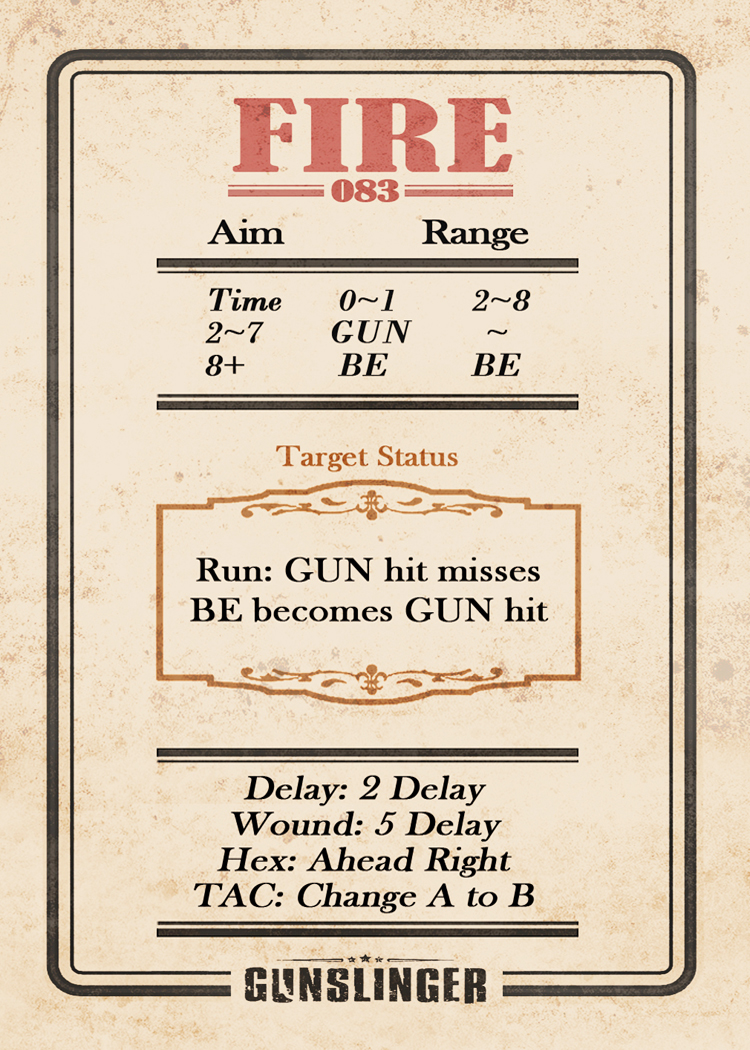 FIRE
083
Aim Range
Time 0~1 2~8
2~7 GUN ~
8+ BE BE
Target Status
Run: GUN hit misses
BE becomes GUN hit
Delay: 2 Delay
Wound: 5 Delay
Hex: Ahead Right
TAC: Change A to B
GUNSLINGER